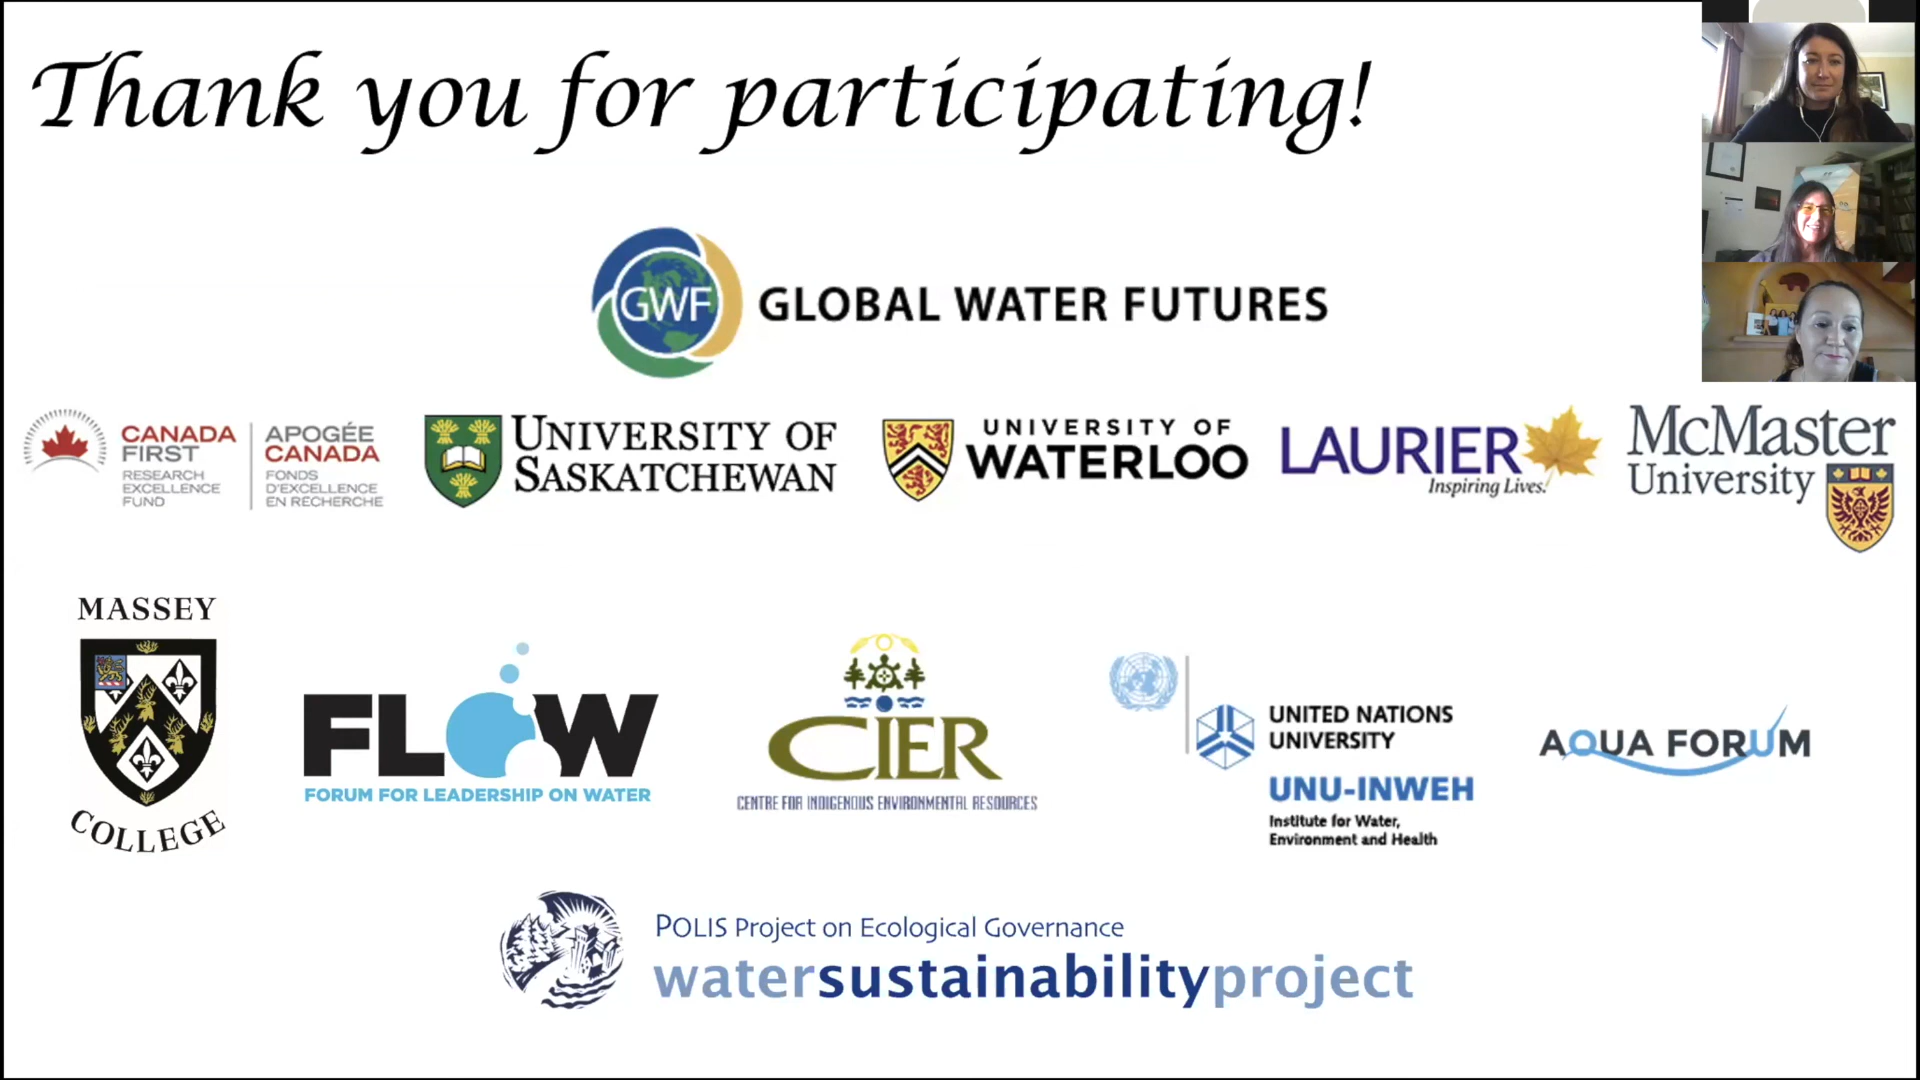 Thank you for participating!
GWF
GLOBAL WATER FUTURES
CANADA
FIRST
RESEARCH
EXCELLENCE
FUND
APOGÉE
CANADA
FONDS
D'EXCELLENCE
EN RECHERCHE
UNIVERSITY OF
SASKATCHEWAN
UNIVERSITY OF
WATERLOO
LAURIER
Inspiring Lives.
McMaster
University
MASSEY
COLLEGE
FLOW
FORUM FOR LEADERSHIP ON WATER
CIER
CENTRE FOR INDIGENOUS ENVIRONMENTAL RESOURCES
UNITED NATIONS
UNIVERSITY
UNU-INWEH
Institute for Water,
Environment and Health
AQUA FORUM
POLIS Project on Ecological Governance
watersustainabilityproject